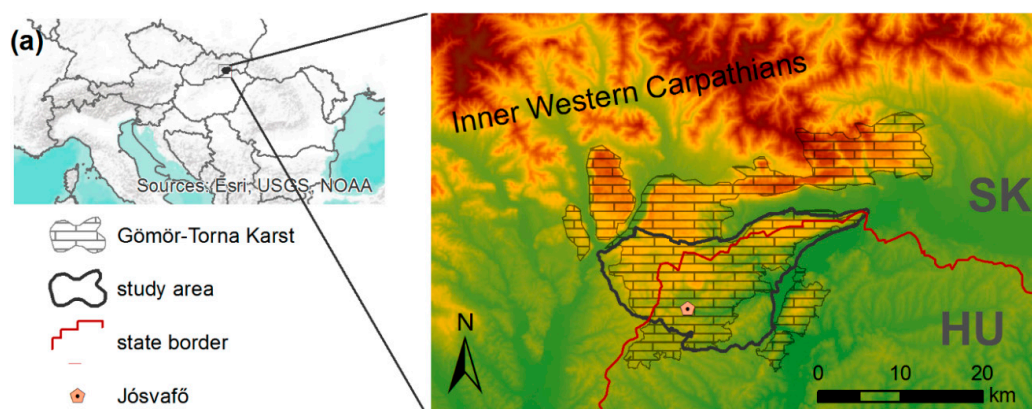 (a)
Sources: Esri, USGS, NOAA
Gömör-Torna Karst
study area
state border
Jósvafő
Inner Western Carpathians
SK
HU
N
0 10 20
km